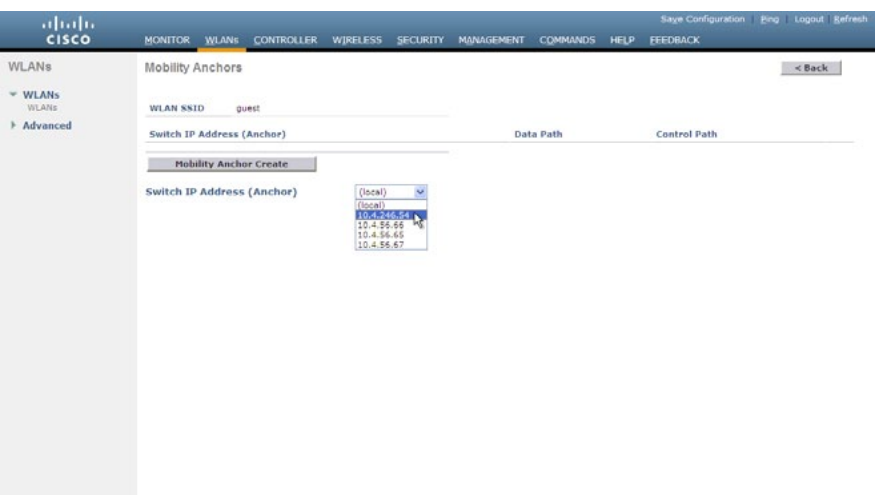 Save Configuration | Ping | Logout | Refresh
CISCO
MONITOR WLANs CONTROLLER WIRELESS SECURITY MANAGEMENT COMMANDS HELP FEEDBACK
WLANs
Mobility Anchors
< Back
WLANs
WLANs
Advanced
WLAN SSID guest
Switch IP Address (Anchor) Data Path Control Path
Mobility Anchor Create
Switch IP Address (Anchor) (local)
(local)
10.4.246.54
10.4.56.66
10.4.56.65
10.4.56.67